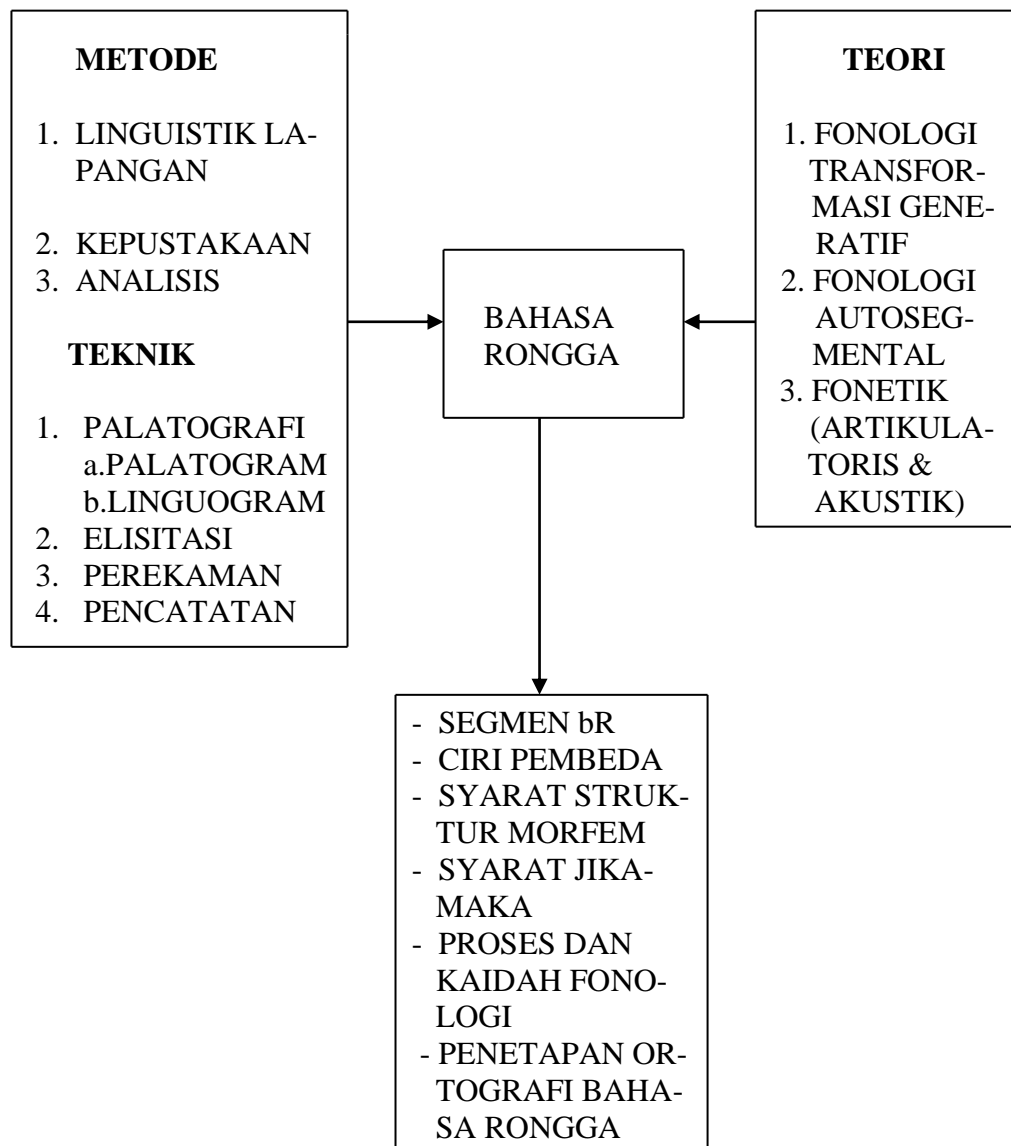 METODE
1. LINGUISTIK LA-
PANGAN
2. KEPUSTAKAAN
3. ANALISIS
TEKNIK
1. PALATOGRAFI
a.PALATOGRAM
b.LINGUOGRAM
2. ELISITASI
3. PEREKAMAN
4. PENCATATAN
BAHASA
RONGGA
TEORI
1. FONOLOGI
TRANSFOR-
MASI GENE-
RATIF
2. FONOLOGI
AUTOSEG-
MENTAL
3. FONETIK
(ARTIKULA-
TORIS &
AKUSTIK)
- SEGMEN bR
- CIRI PEMBEDA
- SYARAT STRUK-
TUR MORFEM
- SYARAT JIKA-
MAKA
- PROSES DAN
KAIDAH FONO-
LOGI
- PENETAPAN OR-
TOGRAFI BAHA-
SA RONGGA